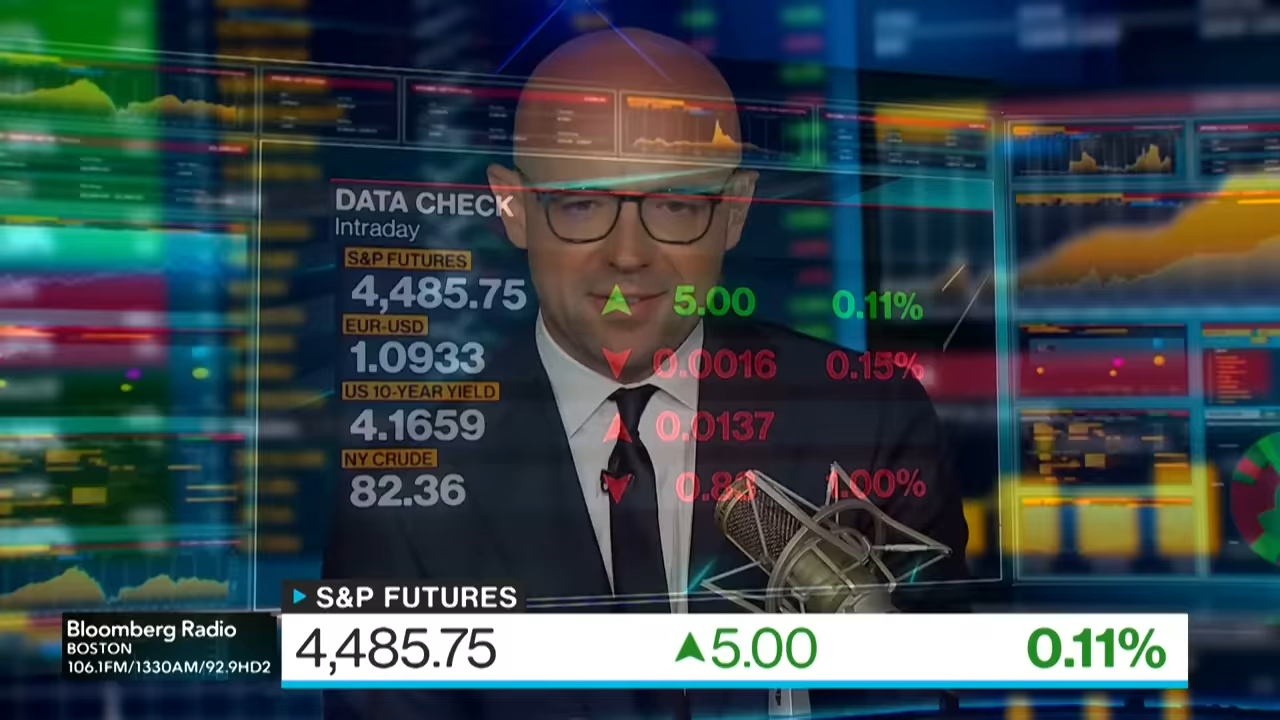 DATA CHECK
Intraday
S&P FUTURES
4,485.75 5.00 0.11%
EUR-USD
1.0933 0.0016 0.15%
US 10-YEAR YIELD
4.1659 0.0137
NY CRUDE
82.36 1.00%
S&P FUTURES
4,485.75 5.00 0.11%
Bloomberg Radio
BOSTON
106.1FM/1330AM/92.9HD2